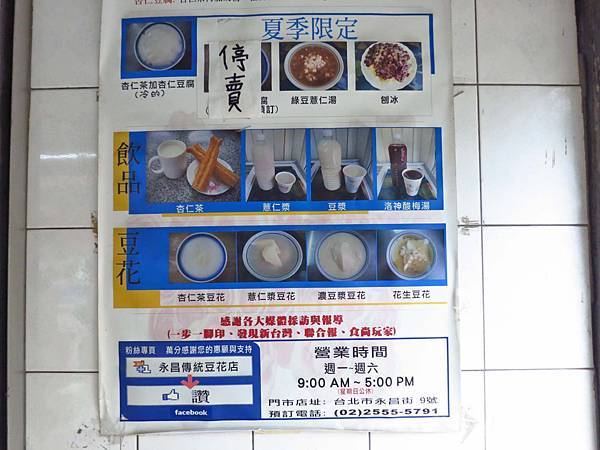 夏季限定
停賣
杏仁茶加杏仁豆腐
(冷的)
綠豆薏仁湯
刨冰
飲品
杏仁茶
薏仁漿
豆漿
洛神酸梅湯
豆花
杏仁茶豆花
薏仁漿豆花
濃豆漿豆花
花生豆花
感謝各大媒體採訪與報導
(一步一腳印、發現新台灣、聯合報、食尚玩家)
粉絲專頁 萬分感謝您的惠顧與支持
永昌傳統豆花店
讚
facebook
營業時間
週一~週六
9:00 AM ~ 5:00 PM
(星期日公休)
門市店址: 台北市永昌街 9號
預訂電話: (02)2555-5791